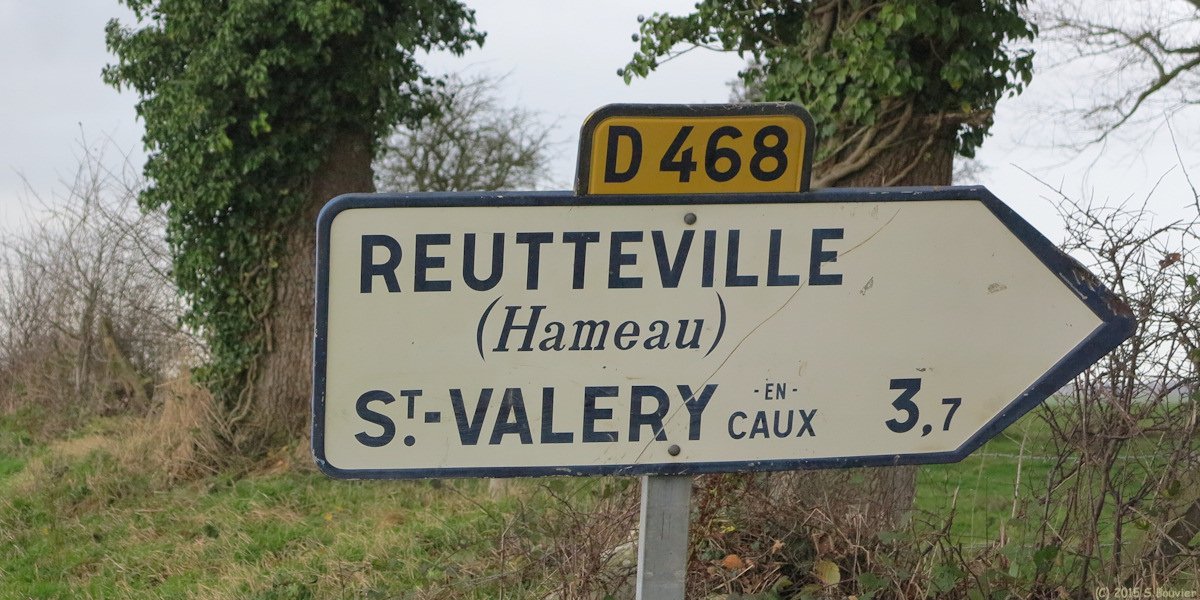 D 468
REUTTEVILLE
(Hameau)
ST.-VALERY -EN- CAUX 3,7
(C) 2015 S.Bouvier